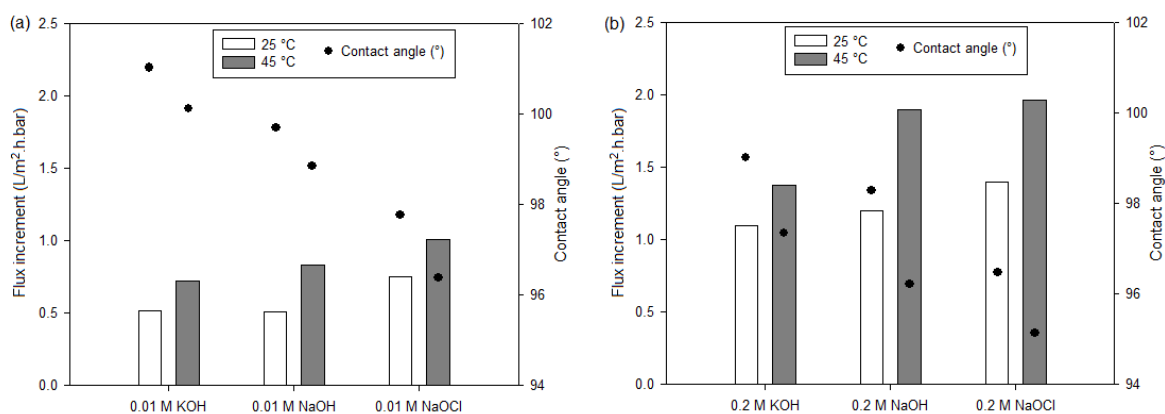 (a)
2.5
2.0
1.5
1.0
0.5
0.0
Flux increment (L/m².h.bar)
25 °C
45 °C
Contact angle (°)
102
100
98
96
94
Contact angle (°)
0.01 M KOH
0.01 M NaOH
0.01 M NaOCl
(b)
2.5
2.0
1.5
1.0
0.5
0.0
Flux increment (L/m².h.bar)
25 °C
45 °C
Contact angle (°)
102
100
98
96
94
Contact angle (°)
0.2 M KOH
0.2 M NaOH
0.2 M NaOCl